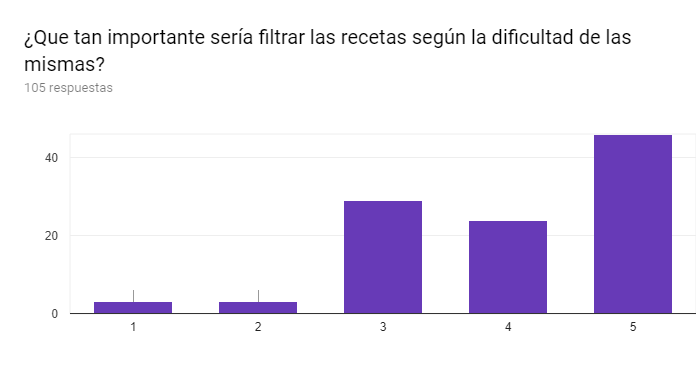 ¿Que tan importante sería filtrar las recetas según la dificultad de las
mismas?
105 respuestas
40
20
0
1 2 3 4 5